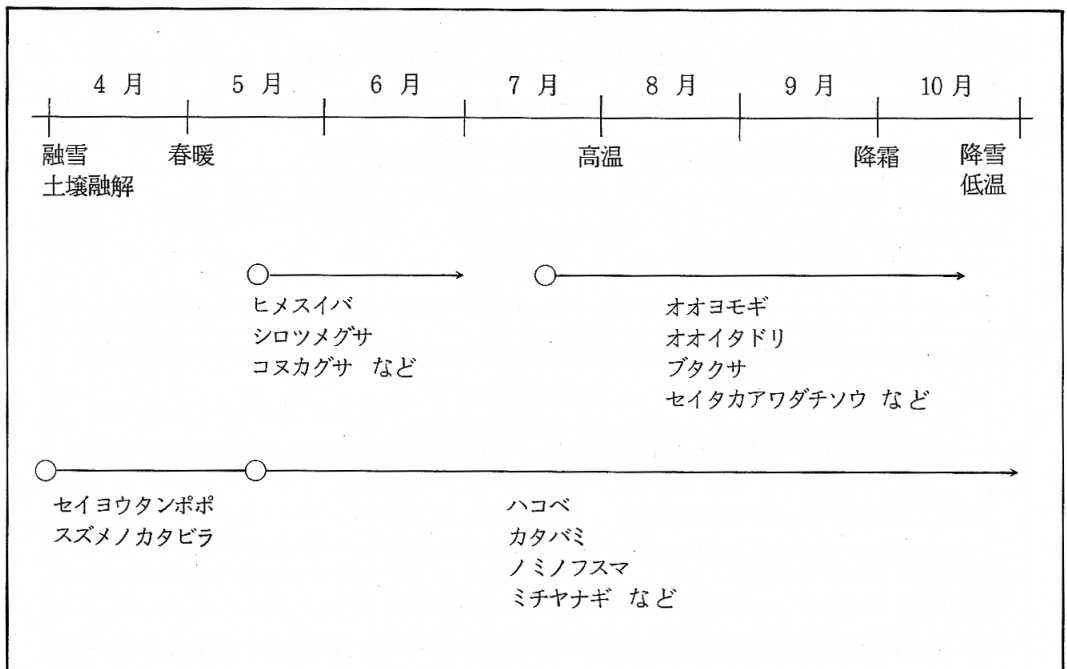 4 月 5 月 6 月 7 月 8 月 9 月 10 月
融雪 春暖 高温 降霜 降雪
土壌融解 低温
ヒメスイバ
シロツメグサ
コヌカグサ など
オオヨモギ
オオイタドリ
ブタクサ
セイタカアワダチソウ など
セイヨウタンポポ
スズメノカタビラ
ハコベ
カタバミ
ノミノフスマ
ミチヤナギ など